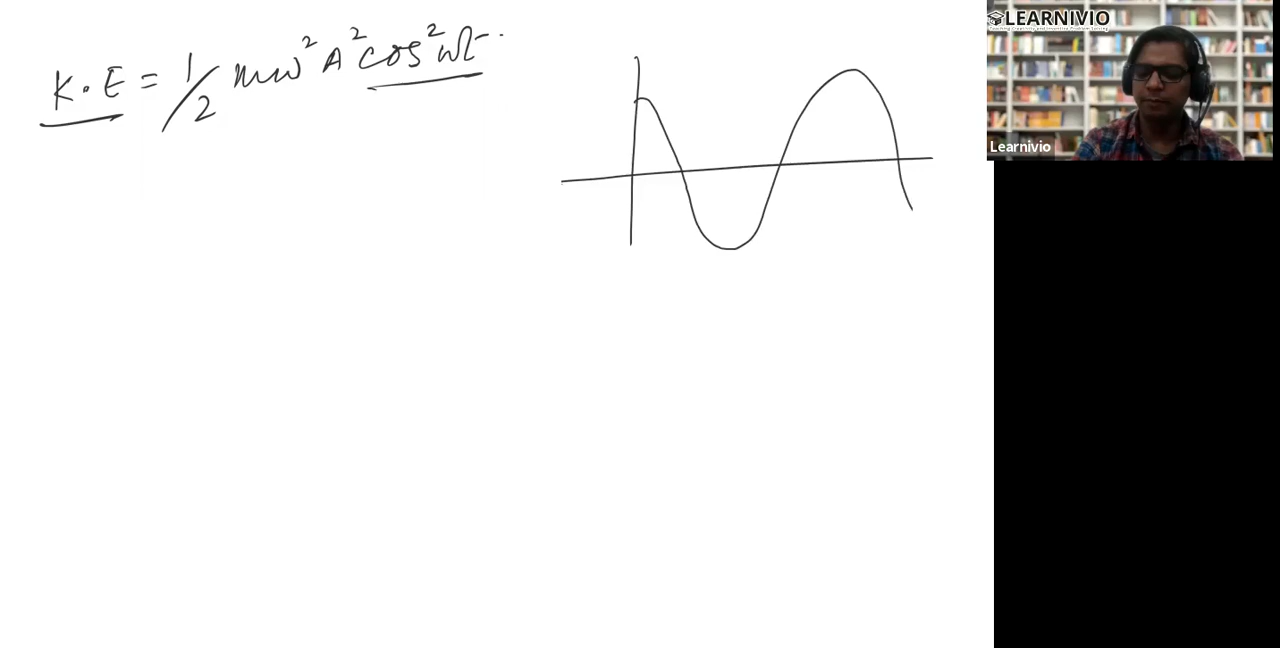 K.E = 1/2 mω²A²cos²ωt
LEARNIVIO
Learnivio